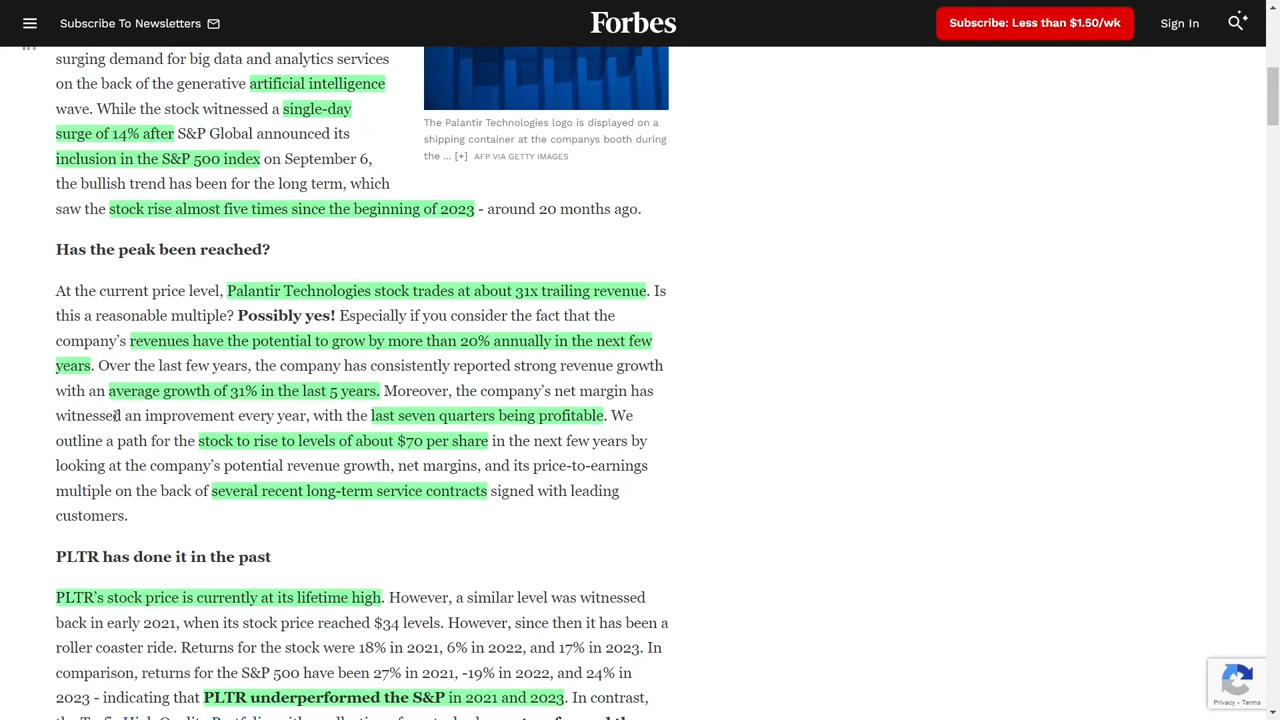 Subscribe To Newsletters
Forbes
Subscribe: Less than $1.50/wk
Sign In
surging demand for big data and analytics services
on the back of the generative artificial intelligence
wave. While the stock witnessed a single-day
surge of 14% after S&P Global announced its
inclusion in the S&P 500 index on September 6,
the bullish trend has been for the long term, which
saw the stock rise almost five times since the beginning of 2023 - around 20 months ago.
The Palantir Technologies logo is displayed on a
shipping container at the companys booth during
the ... [+] AFP VIA GETTY IMAGES
Has the peak been reached?
At the current price level, Palantir Technologies stock trades at about 31x trailing revenue. Is
this a reasonable multiple? Possibly yes! Especially if you consider the fact that the
company's revenues have the potential to grow by more than 20% annually in the next few
years. Over the last few years, the company has consistently reported strong revenue growth
with an average growth of 31% in the last 5 years. Moreover, the company's net margin has
witnessed an improvement every year, with the last seven quarters being profitable. We
outline a path for the stock to rise to levels of about $70 per share in the next few years by
looking at the company's potential revenue growth, net margins, and its price-to-earnings
multiple on the back of several recent long-term service contracts signed with leading
customers.
PLTR has done it in the past
PLTR's stock price is currently at its lifetime high. However, a similar level was witnessed
back in early 2021, when its stock price reached $34 levels. However, since then it has been a
roller coaster ride. Returns for the stock were 18% in 2021, 6% in 2022, and 17% in 2023. In
comparison, returns for the S&P 500 have been 27% in 2021, -19% in 2022, and 24% in
2023 - indicating that PLTR underperformed the S&P in 2021 and 2023. In contrast,
Privacy - Terms